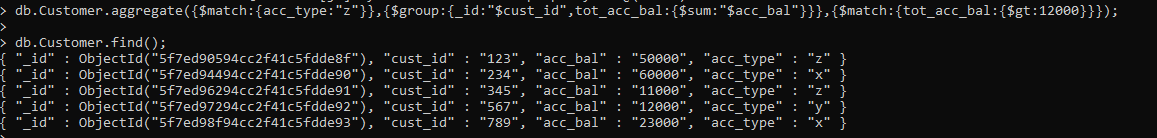 > db.Customer.aggregate({$match:{acc_type:"z"}},{$group:{_id:"$cust_id",tot_acc_bal:{$sum:"$acc_bal"}}},{$match:{tot_acc_bal:{$gt:12000}}});
>
> db.Customer.find();
{ "_id" : ObjectId("5f7ed90594cc2f41c5fdde8f"), "cust_id" : "123", "acc_bal" : "50000", "acc_type" : "z" }
{ "_id" : ObjectId("5f7ed94494cc2f41c5fdde90"), "cust_id" : "234", "acc_bal" : "60000", "acc_type" : "x" }
{ "_id" : ObjectId("5f7ed96294cc2f41c5fdde91"), "cust_id" : "345", "acc_bal" : "11000", "acc_type" : "z" }
{ "_id" : ObjectId("5f7ed97294cc2f41c5fdde92"), "cust_id" : "567", "acc_bal" : "12000", "acc_type" : "y" }
{ "_id" : ObjectId("5f7ed98f94cc2f41c5fdde93"), "cust_id" : "789", "acc_bal" : "23000", "acc_type" : "x" }